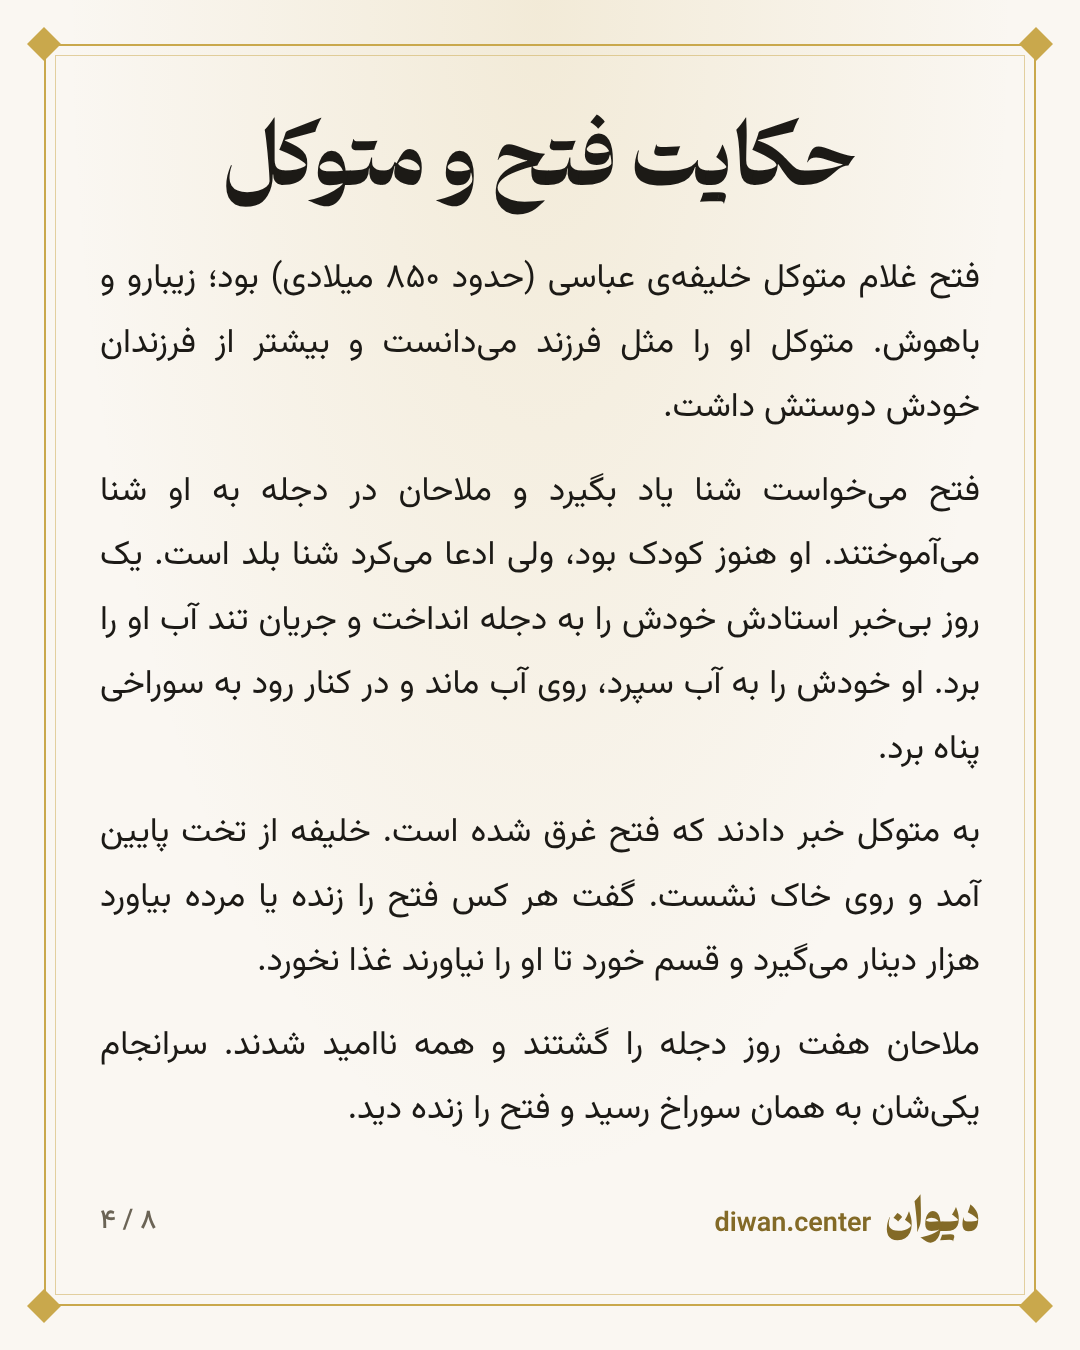 حکایت فتح و متوکل
فتح غلام متوکل خلیفه‌ی عباسی (حدود ۸۵۰ میلادی) بود؛ زیبارو و
باهوش. متوکل او را مثل فرزند می‌دانست و بیشتر از فرزندان
خودش دوستش داشت.
فتح می‌خواست شنا یاد بگیرد و ملاحان در دجله به او شنا
می‌آموختند. او هنوز کودک بود، ولی ادعا می‌کرد شنا بلد است. یک
روز بی‌خبر استادش خودش را به دجله انداخت و جریان تند آب او را
برد. او خودش را به آب سپرد، روی آب ماند و در کنار رود به سوراخی
پناه برد.
به متوکل خبر دادند که فتح غرق شده است. خلیفه از تخت پایین
آمد و روی خاک نشست. گفت هر کس فتح را زنده یا مرده بیاورد
هزار دینار می‌گیرد و قسم خورد تا او را نیاورند غذا نخورد.
ملاحان هفت روز دجله را گشتند و همه ناامید شدند. سرانجام
یکی‌شان به همان سوراخ رسید و فتح را زنده دید.
دیوان diwan.center
۴ / ۸